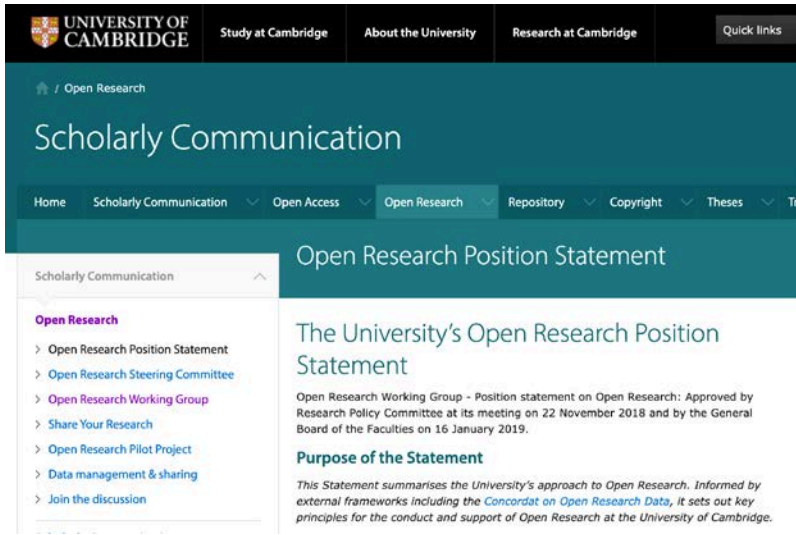 UNIVERSITY OF
CAMBRIDGE
Study at Cambridge
About the University
Research at Cambridge
Quick links
/ Open Research
Scholarly Communication
Home
Scholarly Communication
Open Access
Open Research
Repository
Copyright
Theses
Open Research Position Statement
Scholarly Communication
Open Research
> Open Research Position Statement
> Open Research Steering Committee
> Open Research Working Group
> Share Your Research
> Open Research Pilot Project
> Data management & sharing
> Join the discussion
The University's Open Research Position
Statement
Open Research Working Group - Position statement on Open Research: Approved by
Research Policy Committee at its meeting on 22 November 2018 and by the General
Board of the Faculties on 16 January 2019.
Purpose of the Statement
This Statement summarises the University's approach to Open Research. Informed by
external frameworks including the Concordat on Open Research Data, it sets out key
principles for the conduct and support of Open Research at the University of Cambridge.